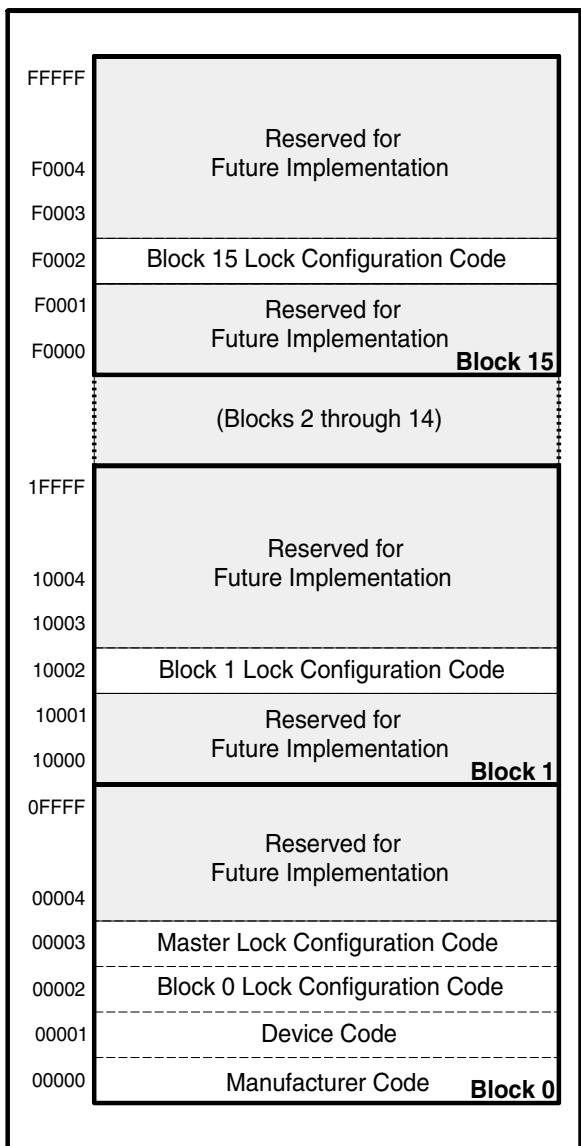 FFFFF
Reserved for
Future Implementation
F0004
F0003
F0002
Block 15 Lock Configuration Code
F0001
Reserved for
Future Implementation
F0000
Block 15
(Blocks 2 through 14)
1FFFF
Reserved for
Future Implementation
10004
10003
10002
Block 1 Lock Configuration Code
10001
Reserved for
Future Implementation
10000
Block 1
0FFFF
Reserved for
Future Implementation
00004
00003
Master Lock Configuration Code
00002
Block 0 Lock Configuration Code
00001
Device Code
00000
Manufacturer Code
Block 0